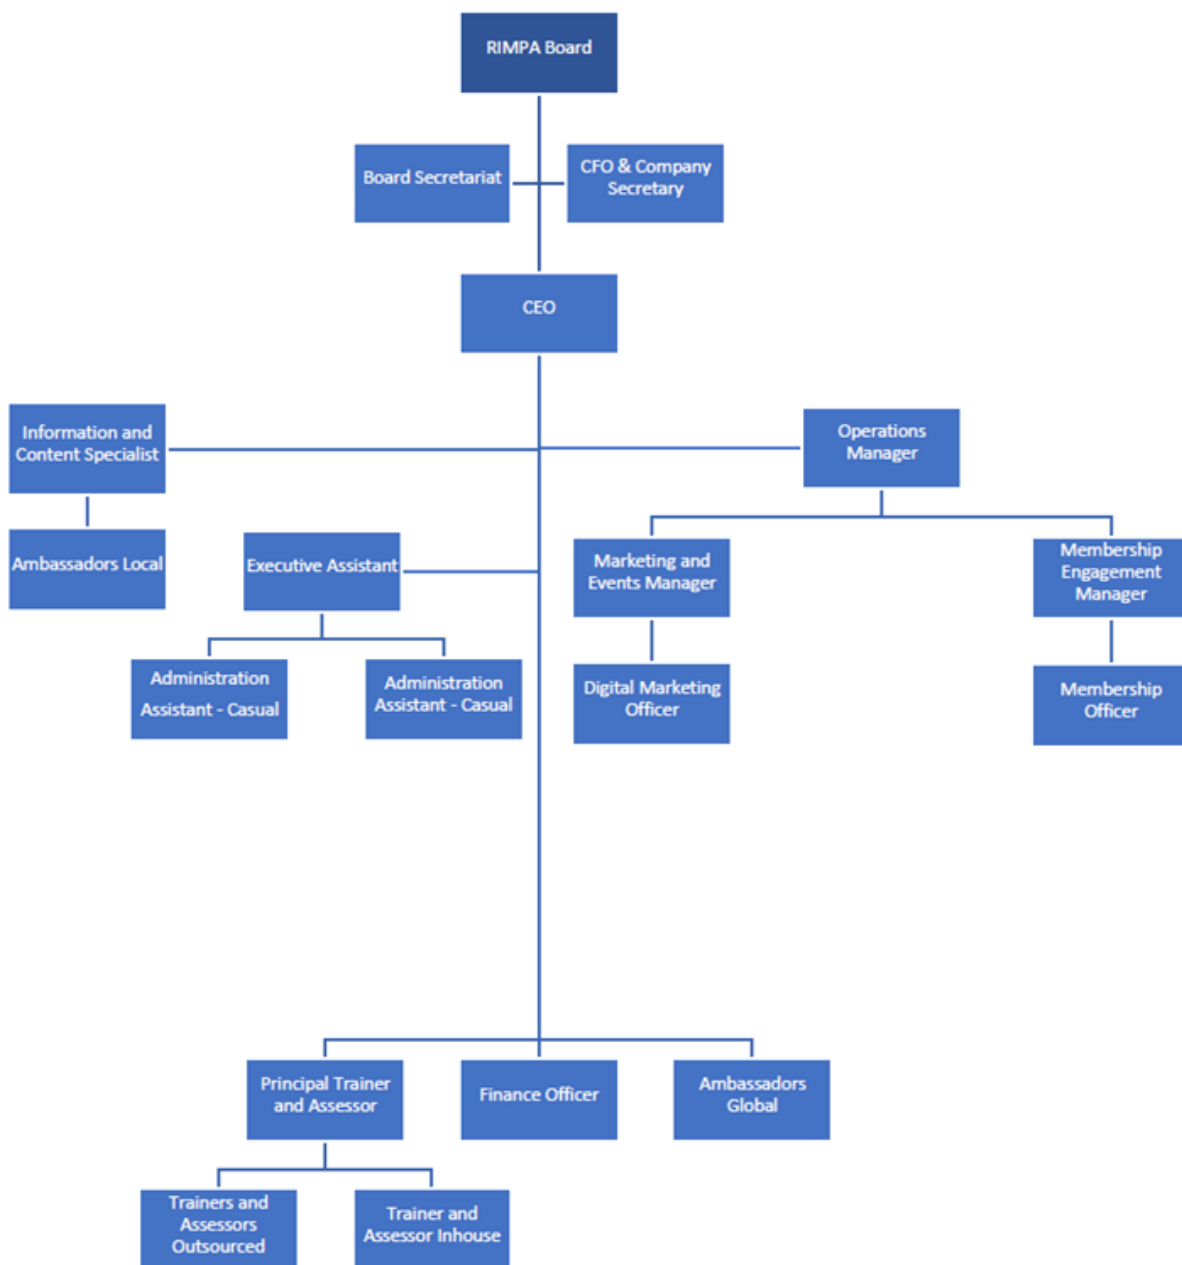 RIMPA Board
Board Secretariat
CFO & Company
Secretary
CEO
Information and
Content Specialist
Operations
Manager
Ambassadors Local
Executive Assistant
Marketing and
Events Manager
Membership
Engagement
Manager
Administration
Assistant - Casual
Administration
Assistant - Casual
Digital Marketing
Officer
Membership
Officer
Principal Trainer
and Assessor
Finance Officer
Ambassadors
Global
Trainers and
Assessors
Outsourced
Trainer and
Assessor Inhouse